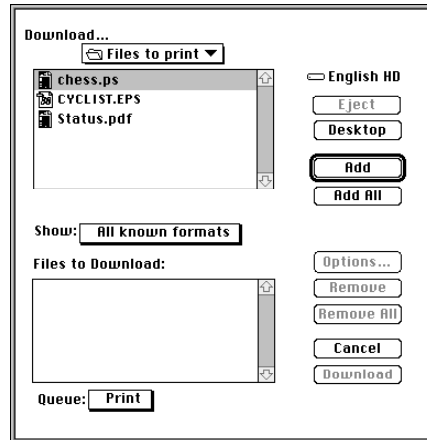 Download...
Files to print
chess.ps
CYCLIST.EPS
Status.pdf
English HD
Eject
Desktop
Add
Add All
Show: All known formats
Files to Download:
Options...
Remove
Remove All
Cancel
Download
Queue: Print